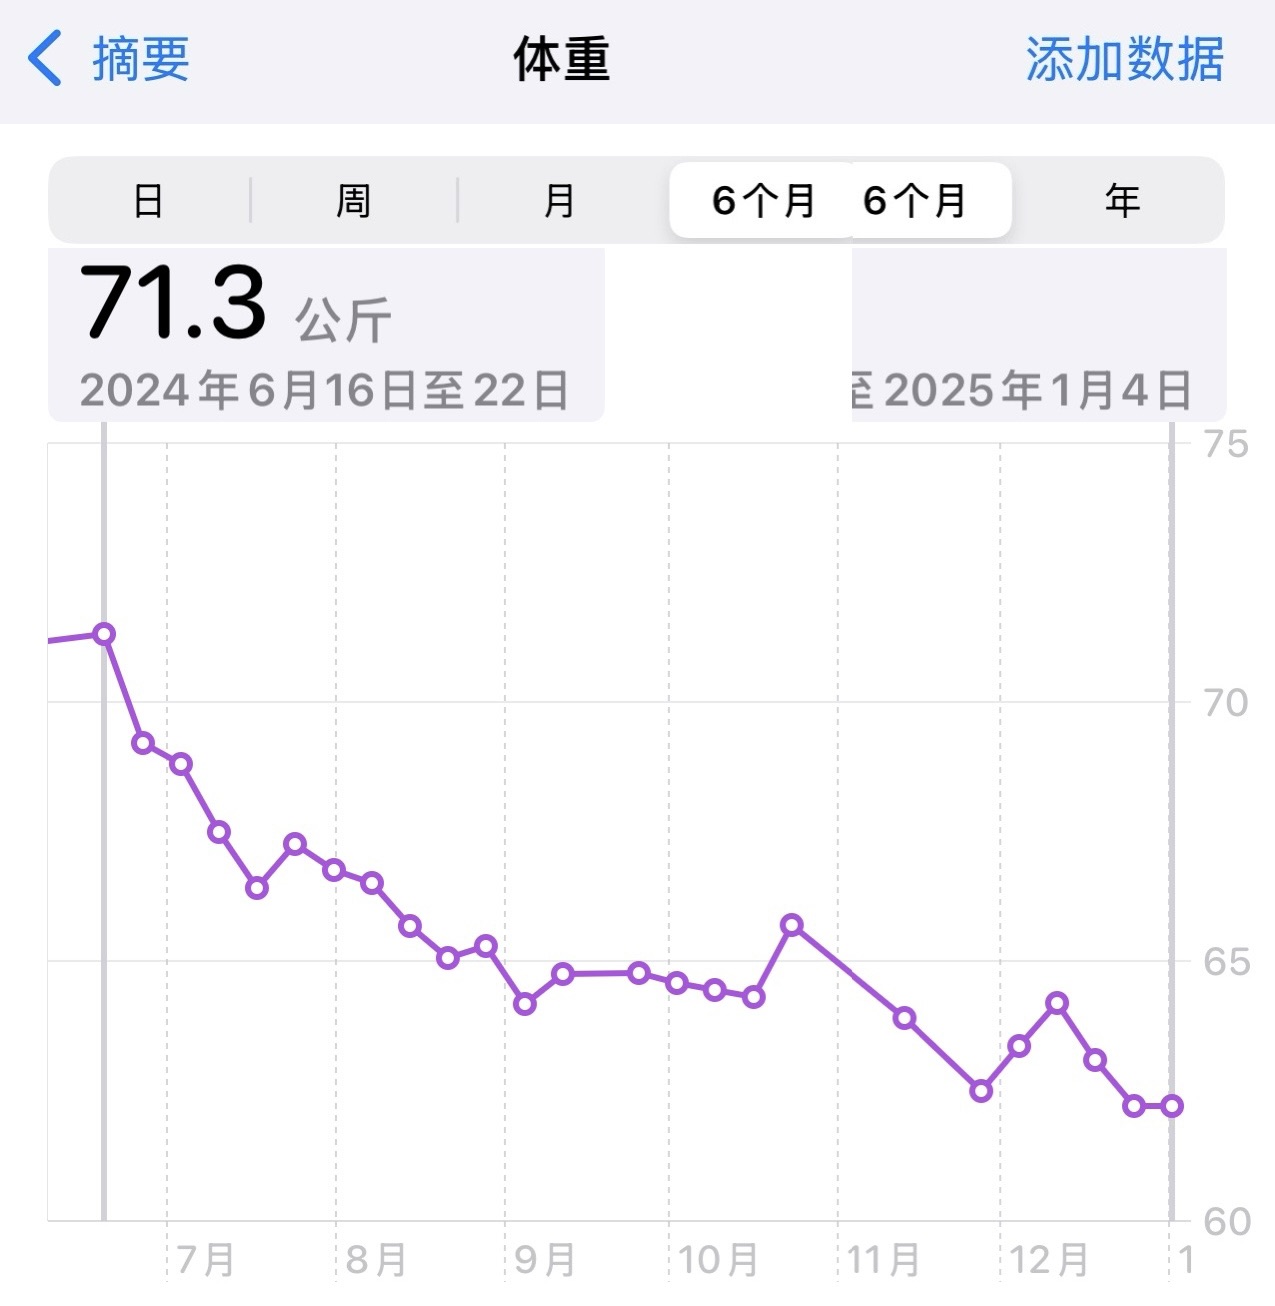 摘要 体重 添加数据
日 周 月 6个月 6个月 年
71.3 公斤
2024年6月16日至22日 至2025年1月4日
75
70
65
60
7月 8月 9月 10月 11月 12月 1